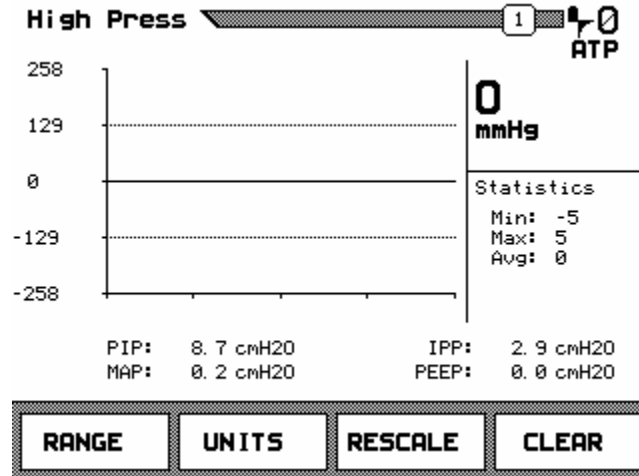 High Press 1 0
ATP
258
129
0
-129
-258
0
mmHg
Statistics
Min: -5
Max: 5
Avg: 0
PIP: 8.7 cmH2O IPP: 2.9 cmH2O
MAP: 0.2 cmH2O PEEP: 0.0 cmH2O
RANGE UNITS RESCALE CLEAR